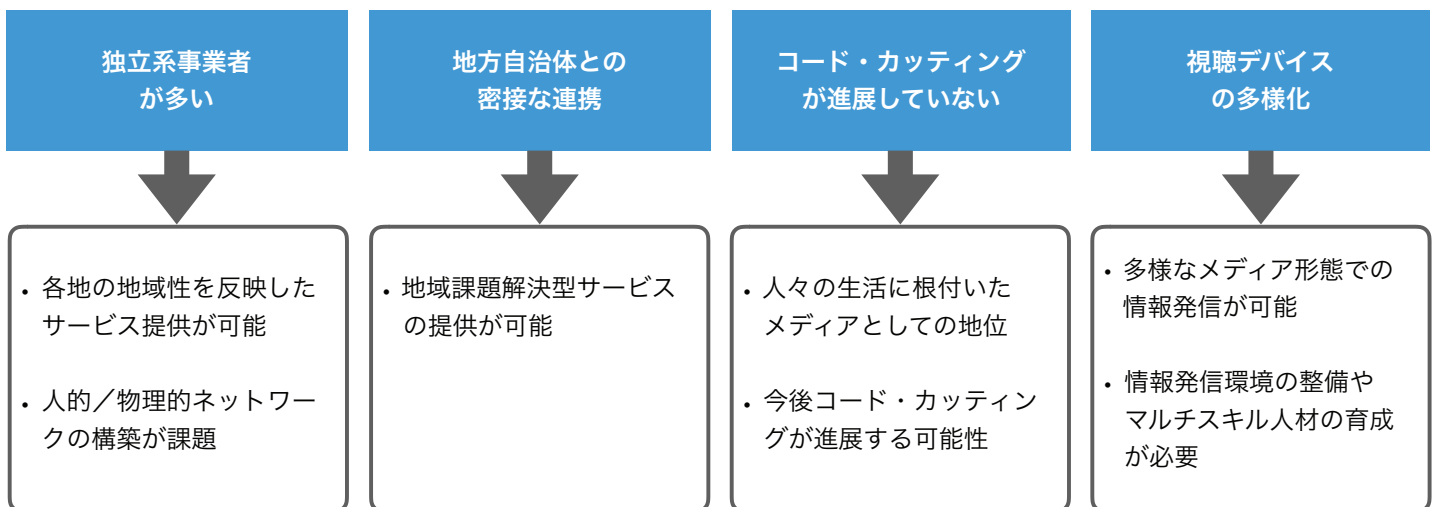 独立系事業者
が多い
地方自治体との
密接な連携
コード・カッティング
が進展していない
視聴デバイス
の多様化
・各地の地域性を反映した
サービス提供が可能
・人的／物理的ネットワー
クの構築が課題
・地域課題解決型サービス
の提供が可能
・人々の生活に根付いた
メディアとしての地位
・今後コード・カッティン
グが進展する可能性
・多様なメディア形態での
情報発信が可能
・情報発信環境の整備や
マルチスキル人材の育成
が必要